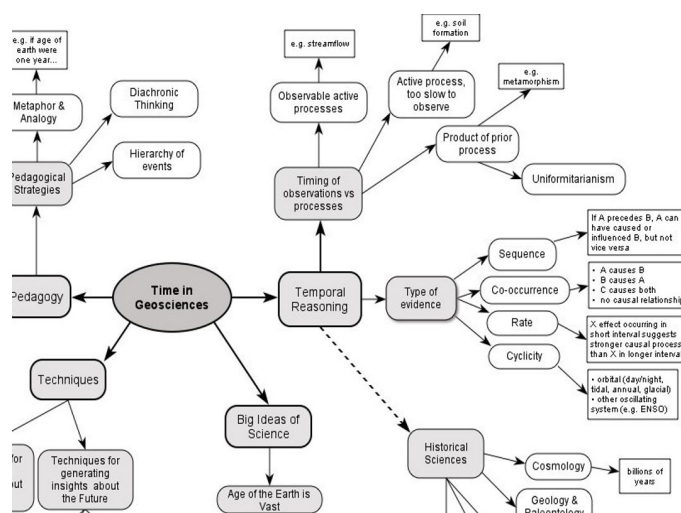 e.g. if age of
earth were
one year...
Metaphor &
Analogy
Diachronic
Thinking
Hierarchy of
events
Pedagogical
Strategies
Pedagogy
Time in
Geosciences
Techniques
for
out
Techniques for
generating
insights about
the Future
Big Ideas of
Science
Age of the Earth is
Vast
Temporal
Reasoning
Timing of
observations vs
processes
Observable active
processes
e.g. streamflow
Active process,
too slow to
observe
e.g. soil
formation
Product of prior
process
e.g.
metamorphism
Uniformitarianism
Type of
evidence
Sequence
If A precedes B, A can
have caused or
influenced B, but not
vice versa
Co-occurrence
• A causes B
• B causes A
• C causes both
• no causal relationship
Rate
X effect occurring in
short interval suggests
stronger causal process
than X in longer interval
Cyclicity
• orbital (day/night,
tidal, annual, glacial)
• other oscillating
system (e.g. ENSO)
Historical
Sciences
Cosmology
billions of
years
Geology &
Paleontology